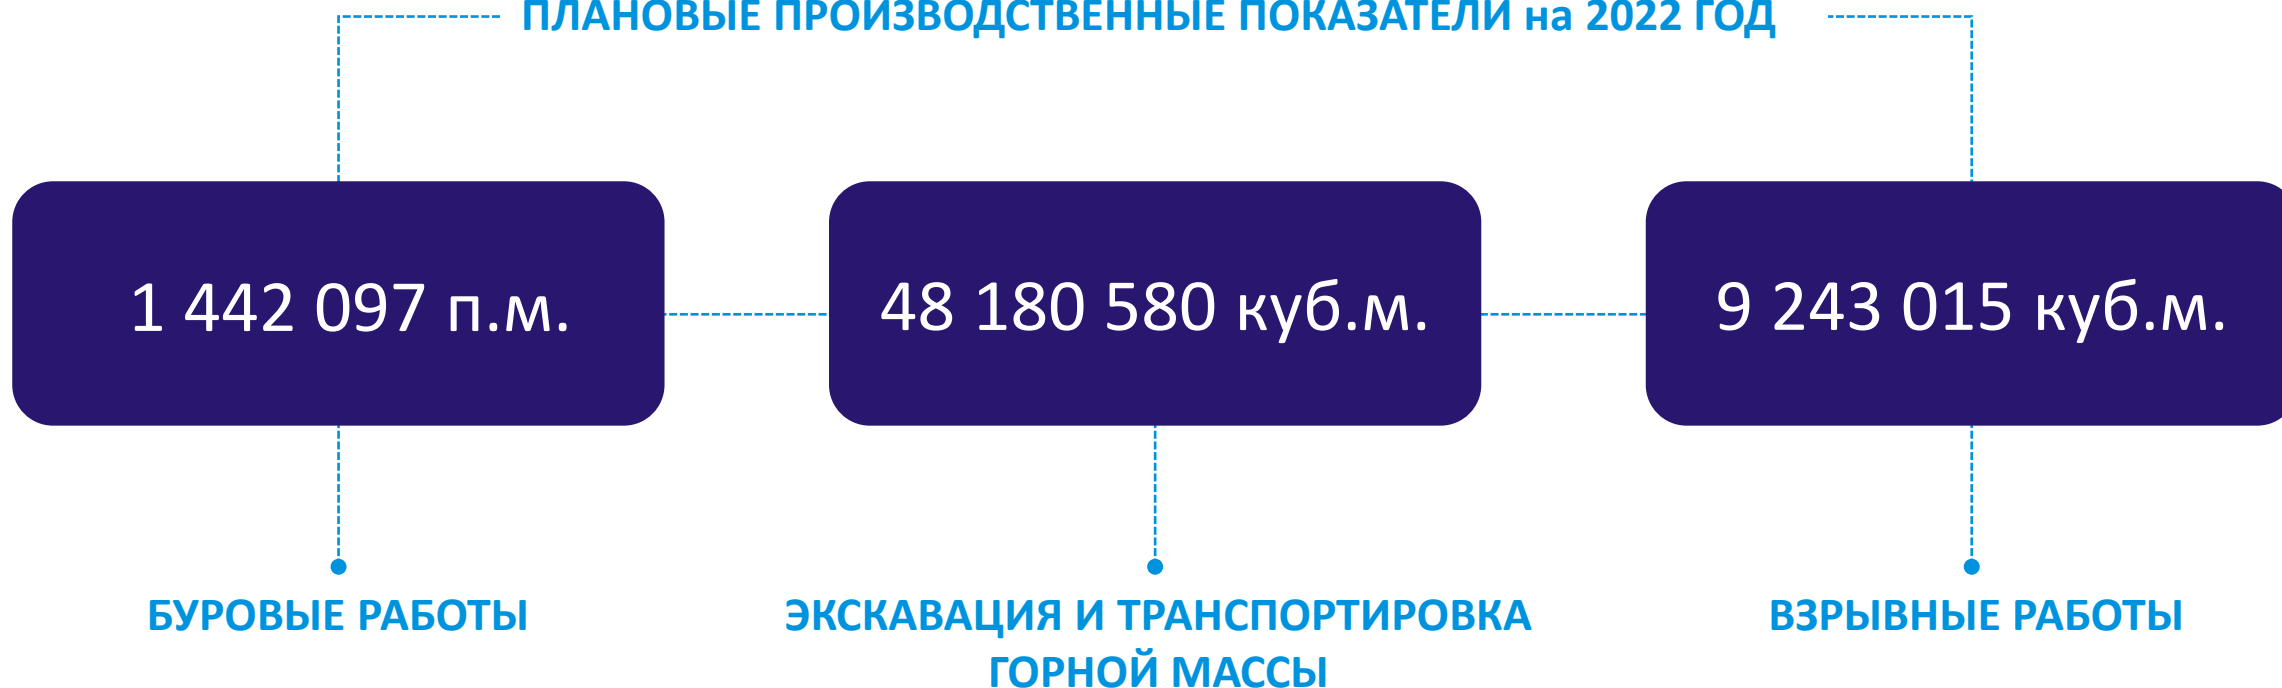 ПЛАНОВЫЕ ПРОИЗВОДСТВЕННЫЕ ПОКАЗАТЕЛИ на 2022 ГОД
1 442 097 п.м.
48 180 580 куб.м.
9 243 015 куб.м.
БУРОВЫЕ РАБОТЫ
ЭКСКАВАЦИЯ И ТРАНСПОРТИРОВКА
ГОРНОЙ МАССЫ
ВЗРЫВНЫЕ РАБОТЫ